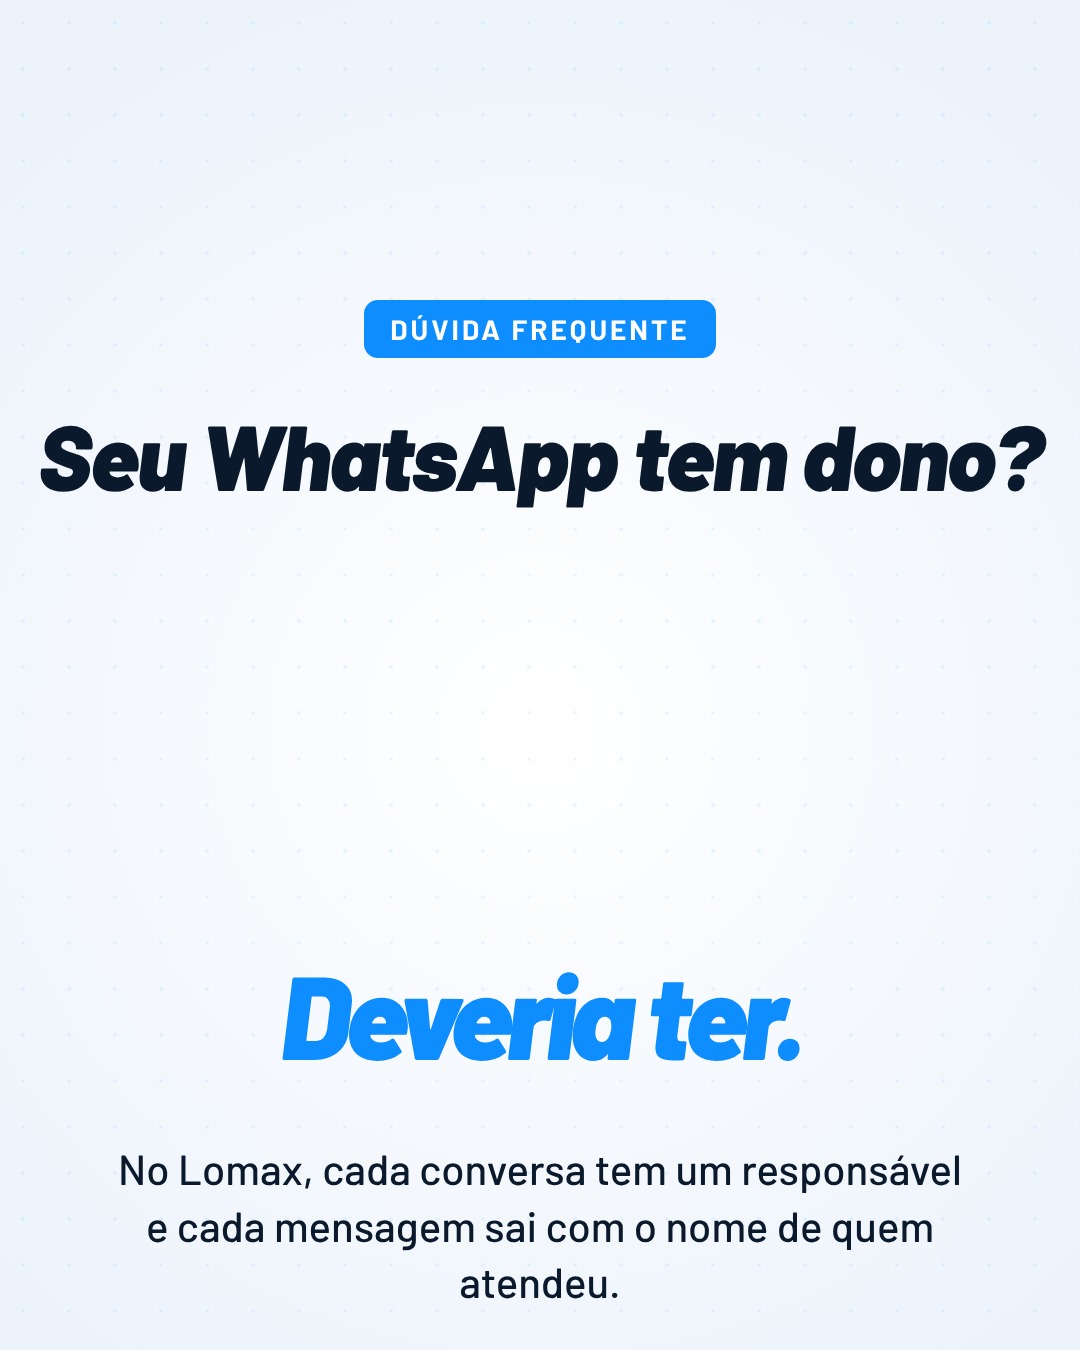 DÚVIDA FREQUENTE
Seu WhatsApp tem dono?
Deveria ter.
No Lomax, cada conversa tem um responsável
e cada mensagem sai com o nome de quem
atendeu.